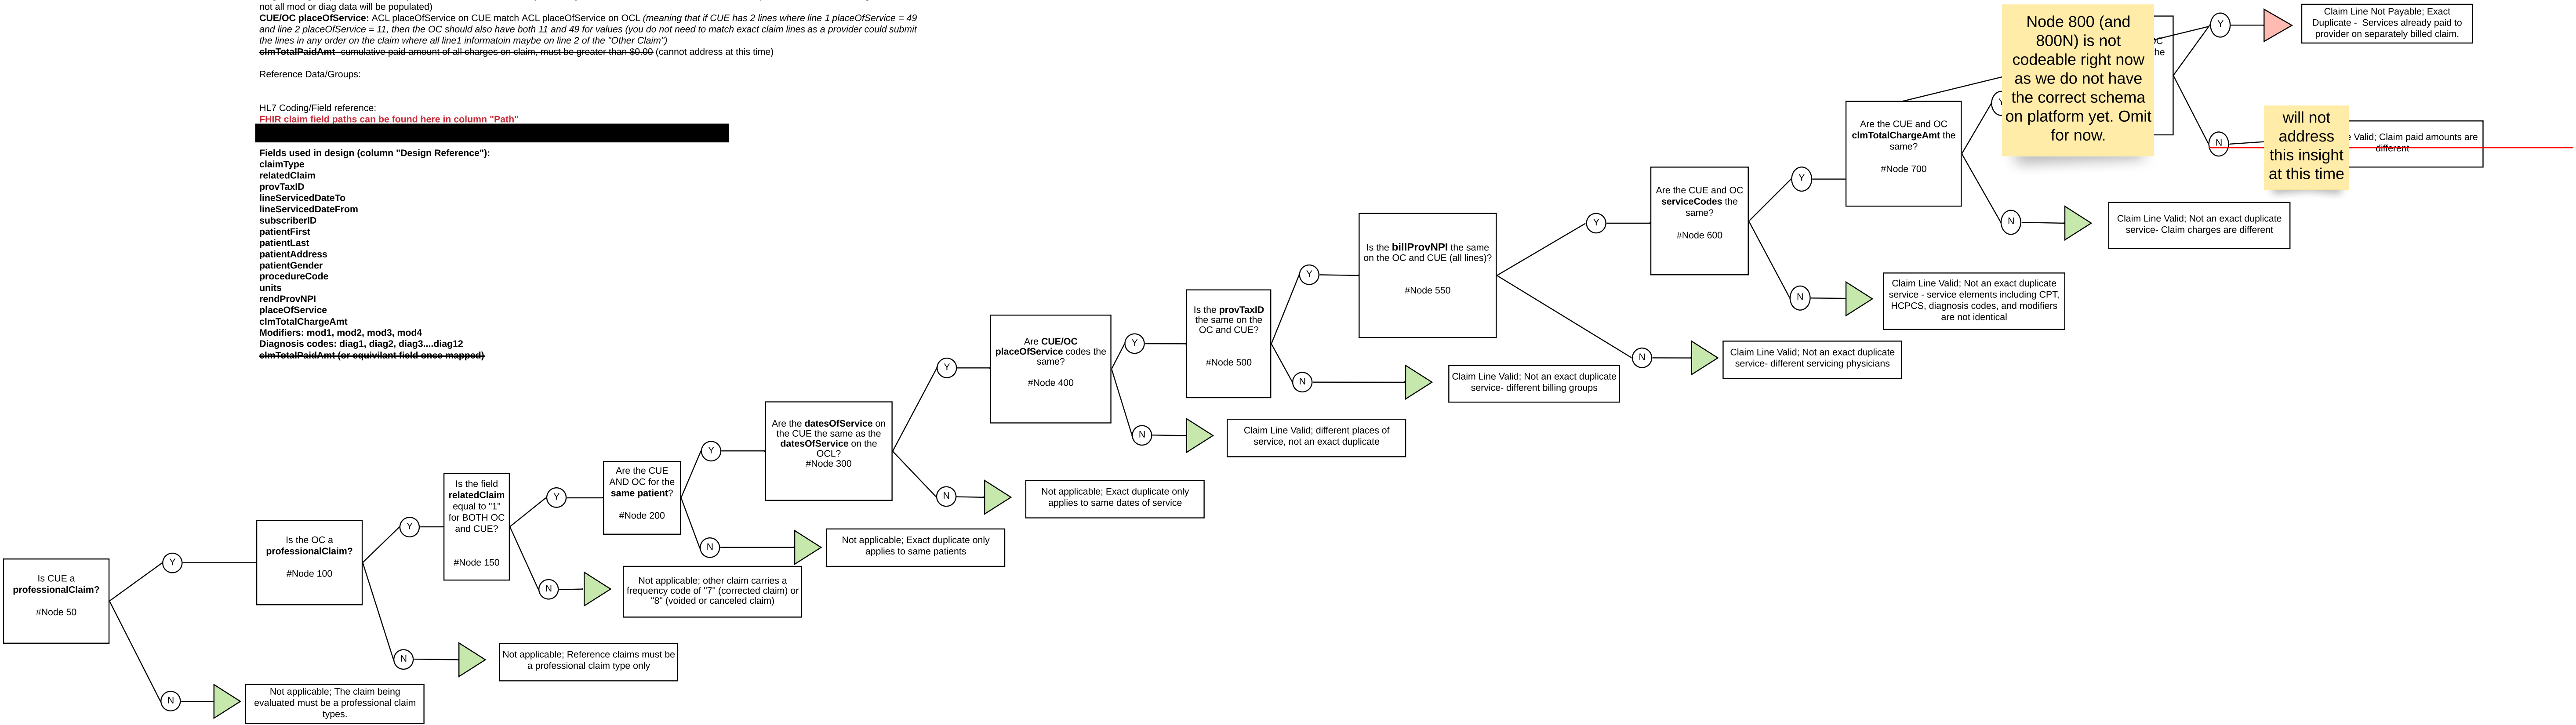 not all mod or diag data will be populated)
CUE/OC placeOfService: ACL placeOfService on CUE match ACL placeOfService on OCL (meaning that if CUE has 2 lines where line 1 placeOfService = 49
and line 2 placeOfService = 11, then the OC should also have both 11 and 49 for values (you do not need to match exact claim lines as a provider could submit
the lines in any order on the claim where all line1 informatoin maybe on line 2 of the "Other Claim")
clmTotalPaidAmt- cumulative paid amount of all charges on claim, must be greater than $0.00 (cannot address at this time)
Reference Data/Groups:
HL7 Coding/Field reference:
FHIR claim field paths can be found here in column "Path"
Fields used in design (column "Design Reference"):
claimType
relatedClaim
provTaxID
lineServicedDateTo
lineServicedDateFrom
subscriberID
patientFirst
patientLast
patientAddress
patientGender
procedureCode
units
rendProvNPI
placeOfService
clmTotalChargeAmt
Modifiers: mod1, mod2, mod3, mod4
Diagnosis codes: diag1, diag2, diag3....diag12
clmTotalPaidAmt (or equivilant field once mapped)
Is CUE a
professionalClaim?
#Node 50
Y
N
Not applicable; The claim being
evaluated must be a professional claim
types.
Is the OC a
professionalClaim?
#Node 100
Y
N
Not applicable; Reference claims must be
a professional claim type only
Is the field
relatedClaim
equal to "1"
for BOTH OC
and CUE?
#Node 150
Y
N
Not applicable; other claim carries a
frequency code of "7" (corrected claim) or
"8" (voided or canceled claim)
Are the CUE
AND OC for the
same patient?
#Node 200
Y
N
Not applicable; Exact duplicate only
applies to same patients
Are the datesOfService on
the CUE the same as the
datesOfService on the
OCL?
#Node 300
Y
N
Not applicable; Exact duplicate only
applies to same dates of service
Are CUE/OC
placeOfService codes the
same?
#Node 400
Y
N
Claim Line Valid; different places of
service, not an exact duplicate
Is the provTaxID
the same on the
OC and CUE?
#Node 500
Y
N
Claim Line Valid; Not an exact duplicate
service- different billing groups
Is the billProvNPI the same
on the OC and CUE (all lines)?
#Node 550
Y
N
Claim Line Valid; Not an exact duplicate
service- different servicing physicians
Are the CUE and OC
serviceCodes the
same?
#Node 600
Y
N
Claim Line Valid; Not an exact duplicate
service - service elements including CPT,
HCPCS, diagnosis codes, and modifiers
are not identical
Are the CUE and OC
clmTotalChargeAmt the
same?
#Node 700
N
Claim Line Valid; Not an exact duplicate
service- Claim charges are different
Node 800 (and
800N) is not
codeable right now
as we do not have
the correct schema
on platform yet. Omit
for now.
Y
Claim Line Not Payable; Exact
Duplicate - Services already paid to
provider on separately billed claim.
N
will not
address
this insight
at this time
Valid; Claim paid amounts are
different